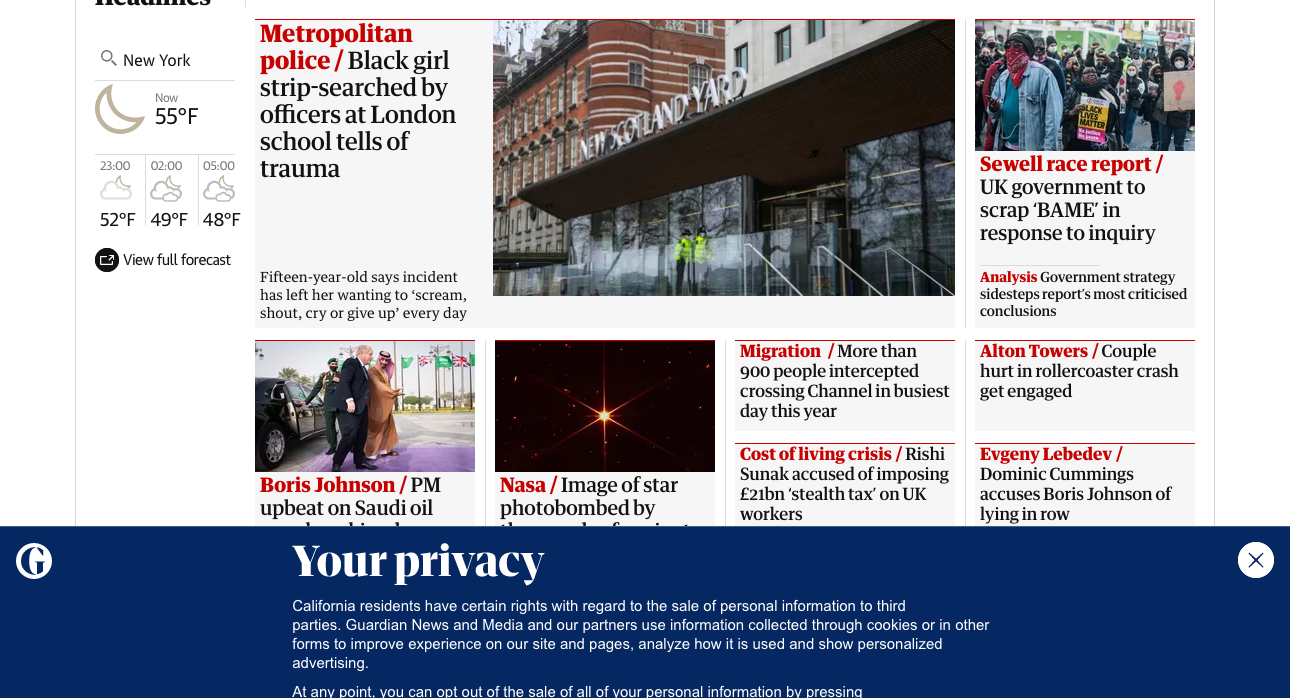 Headlines
New York
Now
55°F
23:00
02:00
05:00
52°F
49°F
48°F
View full forecast
Metropolitan
police / Black girl
strip-searched by
officers at London
school tells of
trauma
Fifteen-year-old says incident
has left her wanting to ‘scream,
shout, cry or give up’ every day
NEW SCOTLAND YARD
BLACK
LIVES
MATTER
Sewell race report /
UK government to
scrap ‘BAME’ in
response to inquiry
Analysis Government strategy
sidesteps report’s most criticised
conclusions
Boris Johnson / PM
upbeat on Saudi oil
Nasa / Image of star
photobombed by
Migration / More than
900 people intercepted
crossing Channel in busiest
day this year
Alton Towers / Couple
hurt in rollercoaster crash
get engaged
Cost of living crisis / Rishi
Sunak accused of imposing
£21bn ‘stealth tax’ on UK
workers
Evgeny Lebedev /
Dominic Cummings
accuses Boris Johnson of
lying in row
G
Your privacy
California residents have certain rights with regard to the sale of personal information to third
parties. Guardian News and Media and our partners use information collected through cookies or in other
forms to improve experience on our site and pages, analyze how it is used and show personalized
advertising.
At any point, you can opt out of the sale of all of your personal information by pressing